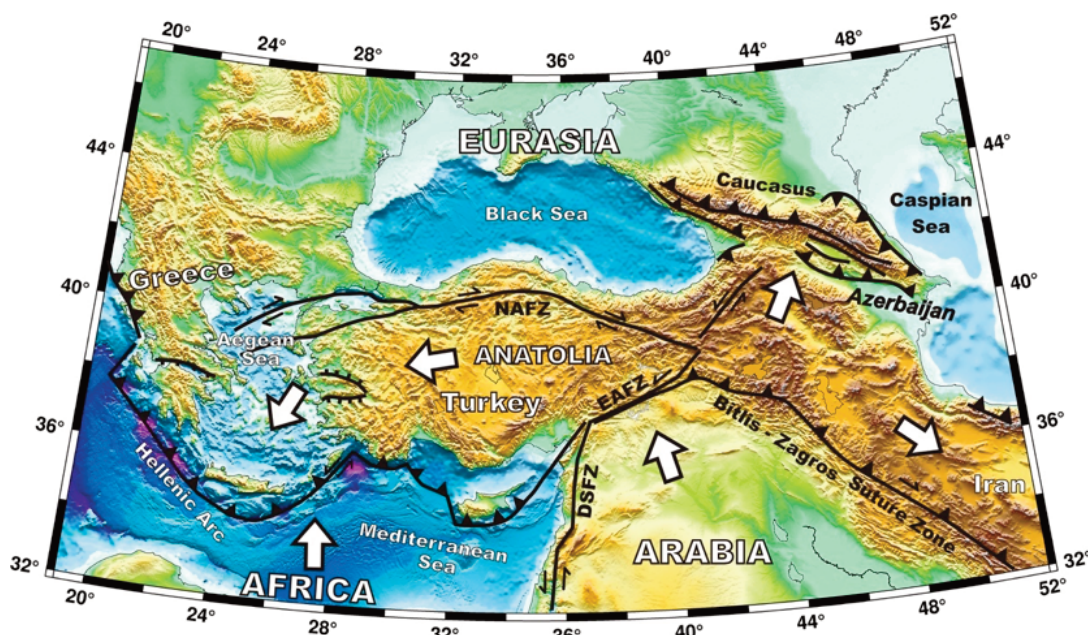 20° 24° 28° 32° 36° 40° 44° 48° 52°
44° 44°
EURASIA
Caucasus
Caspian
Sea
Black Sea
Greece
40° 40°
Azerbaijan
NAFZ
Aegean
Sea
ANATOLIA
EAFZ
Turkey
36° 36°
Bitlis - Zagros Suture Zone
Hellenic Arc
Iran
DSFZ
Mediterranean
Sea
ARABIA
AFRICA
32° 32°
20° 24° 28° 32° 36° 40° 44° 48° 52°